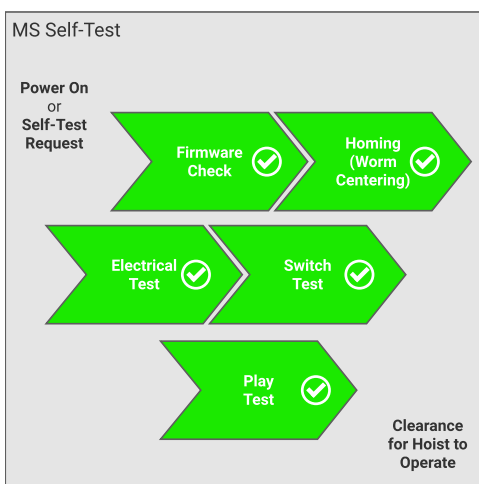 MS Self-Test
Power On
or
Self-Test
Request
Firmware
Check
Homing
(Worm
Centering)
Electrical
Test
Switch
Test
Play
Test
Clearance
for Hoist to
Operate